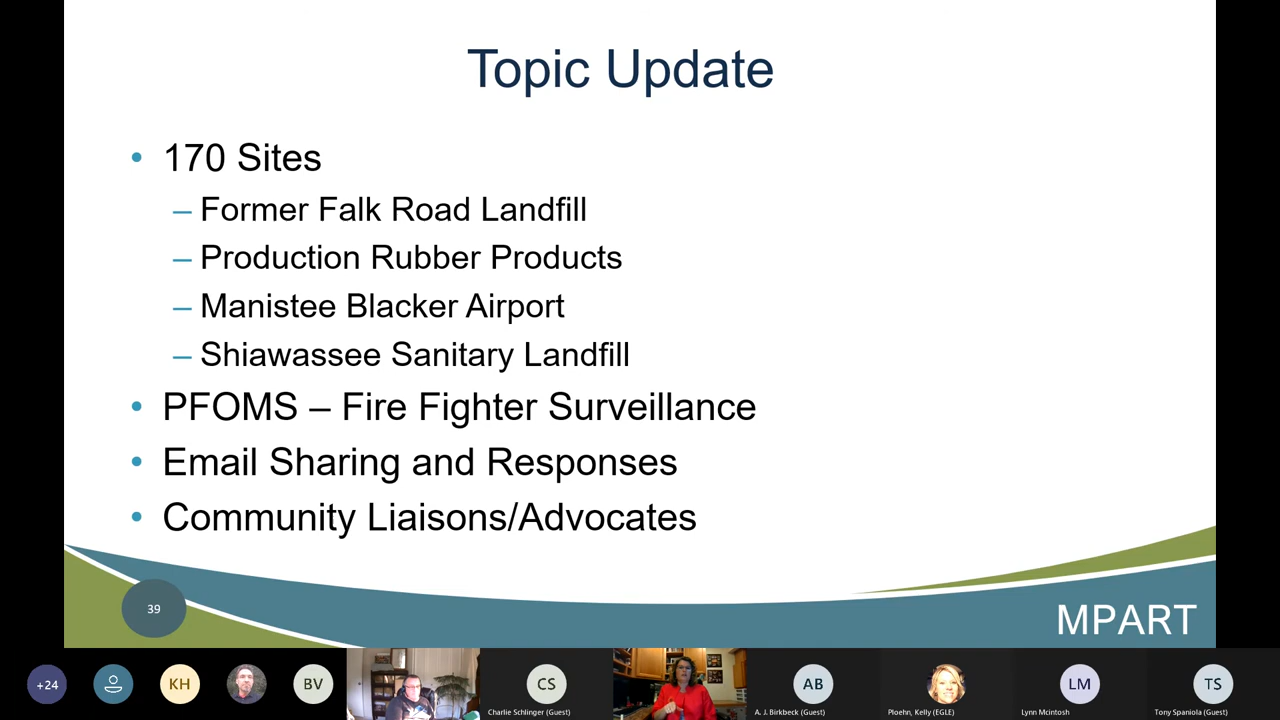 Topic Update
• 170 Sites
– Former Falk Road Landfill
– Production Rubber Products
– Manistee Blacker Airport
– Shiawassee Sanitary Landfill
• PFOMS – Fire Fighter Surveillance
• Email Sharing and Responses
• Community Liaisons/Advocates
39
MPART
+24
KH
BV
CS
AB
LM
TS
Charlie Schlinger (Guest)
A. J. Birkbeck (Guest)
Ploehn, Kelly (EGLE)
Lynn Mcintosh
Tony Spaniola (Guest)